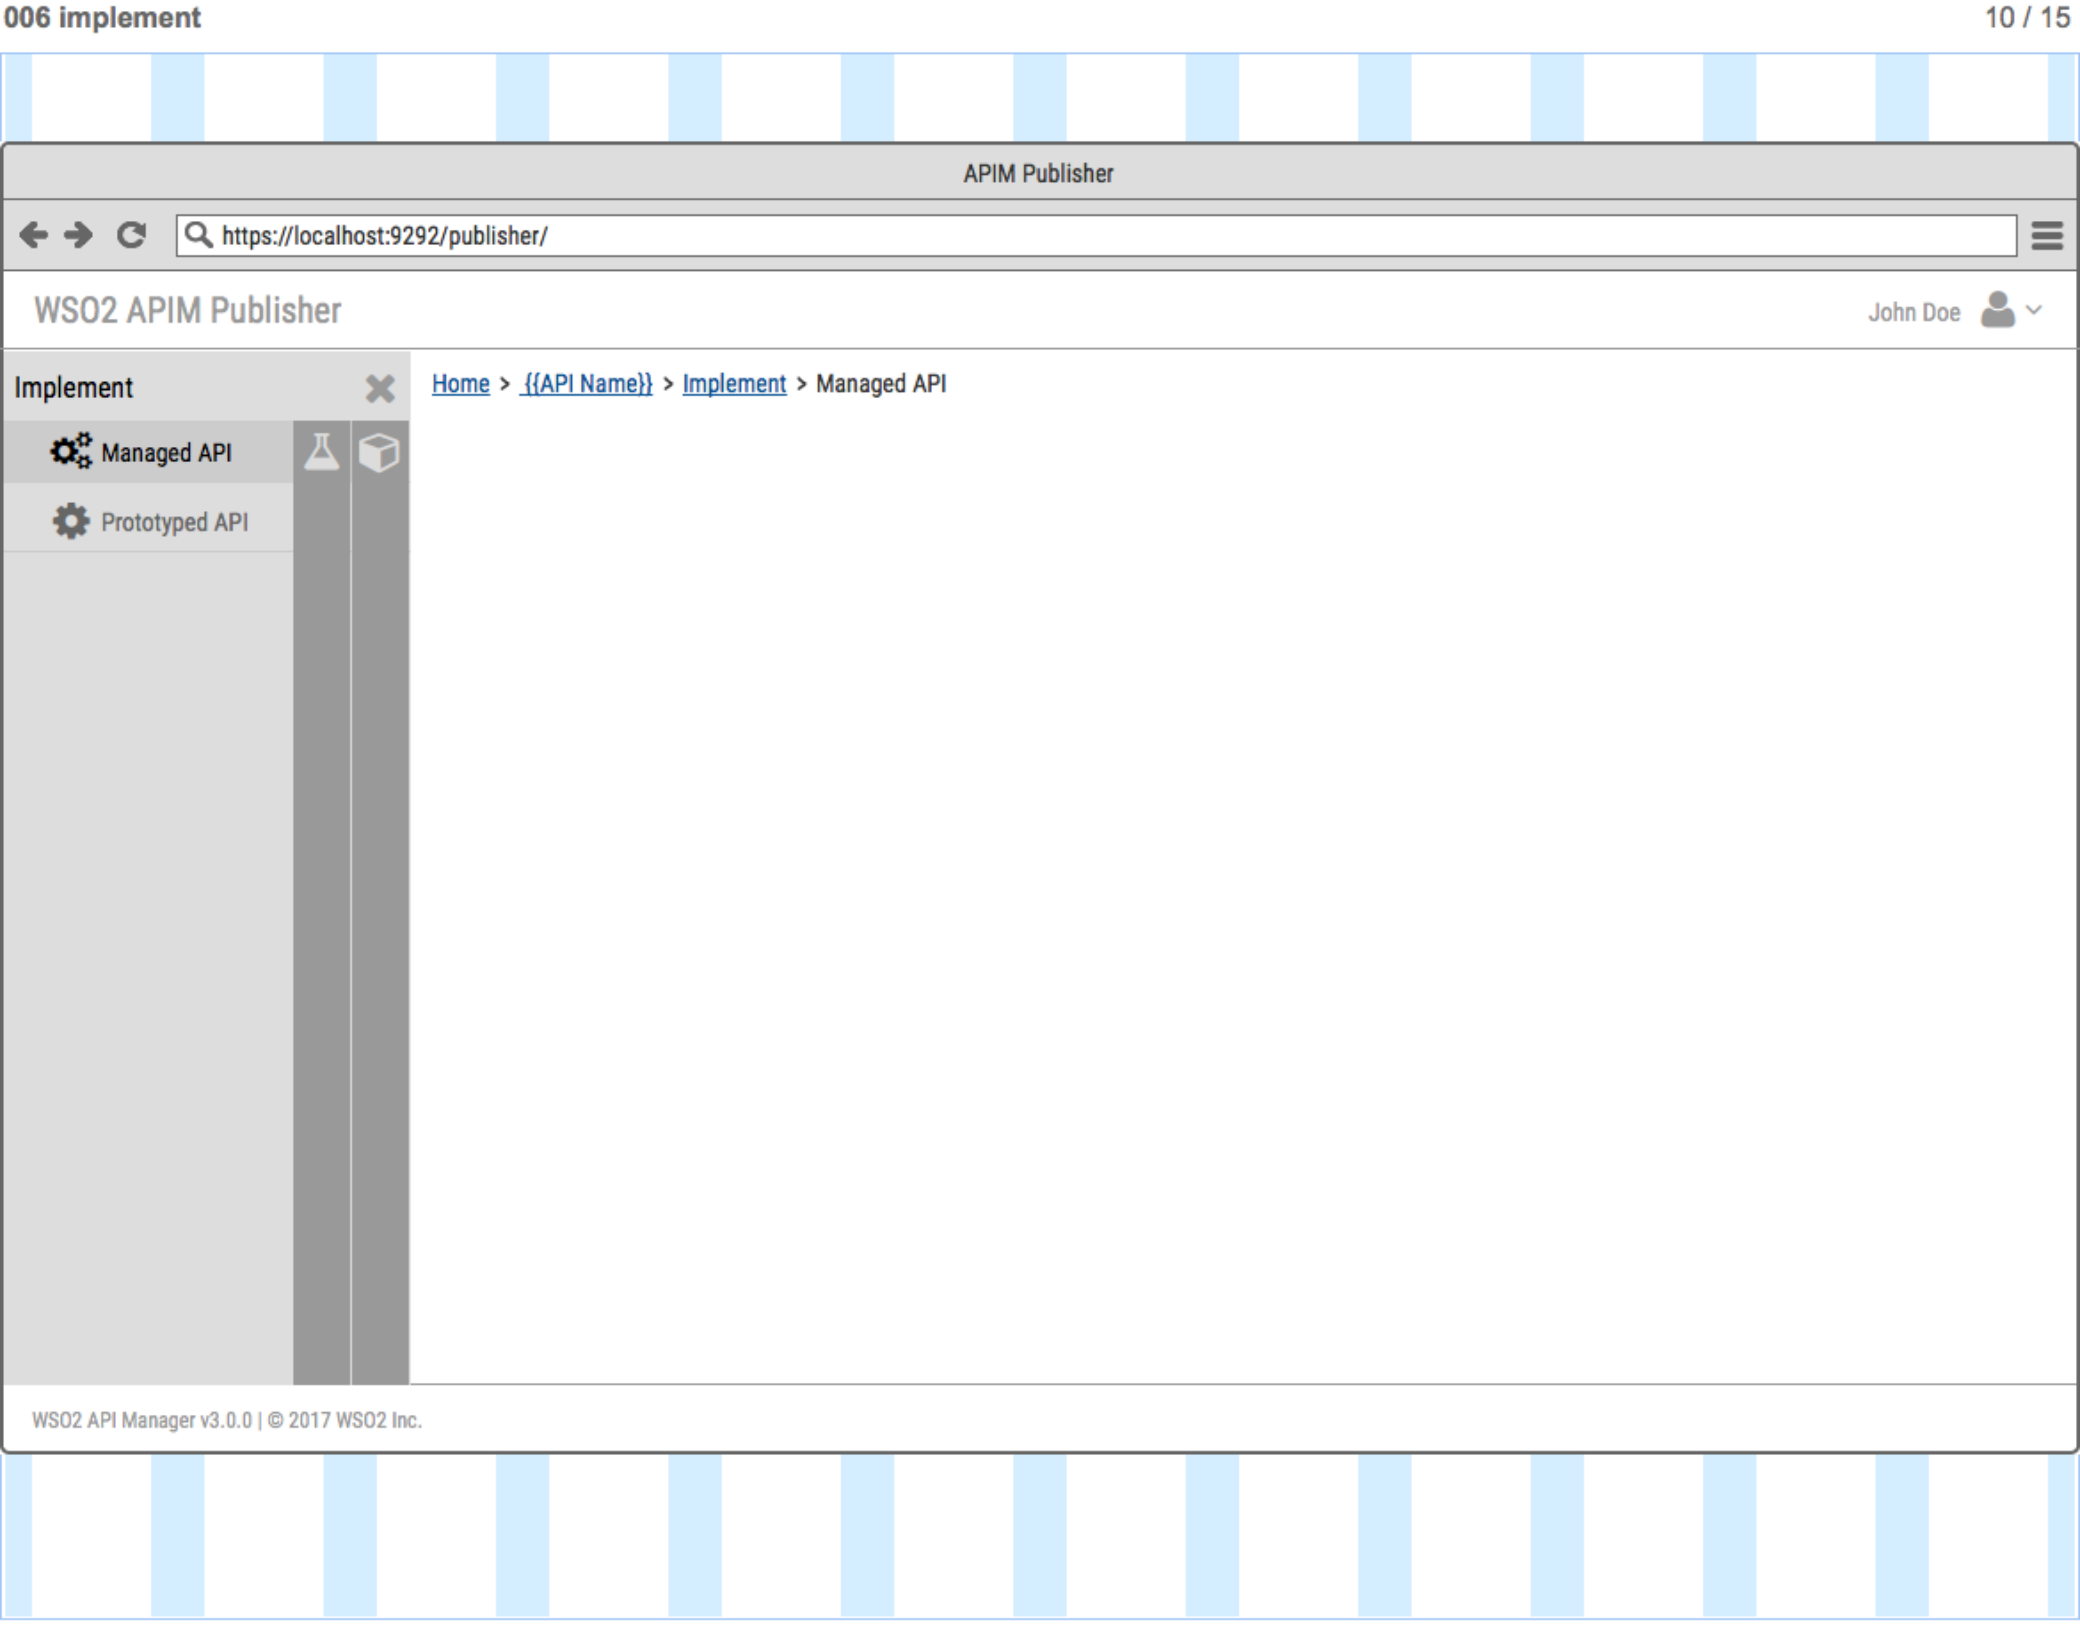 006 implement 10 / 15
APIM Publisher
https://localhost:9292/publisher/
WSO2 APIM Publisher John Doe
Implement
Home > {{API Name}} > Implement > Managed API
Managed API
Prototyped API
WSO2 API Manager v3.0.0 | © 2017 WSO2 Inc.